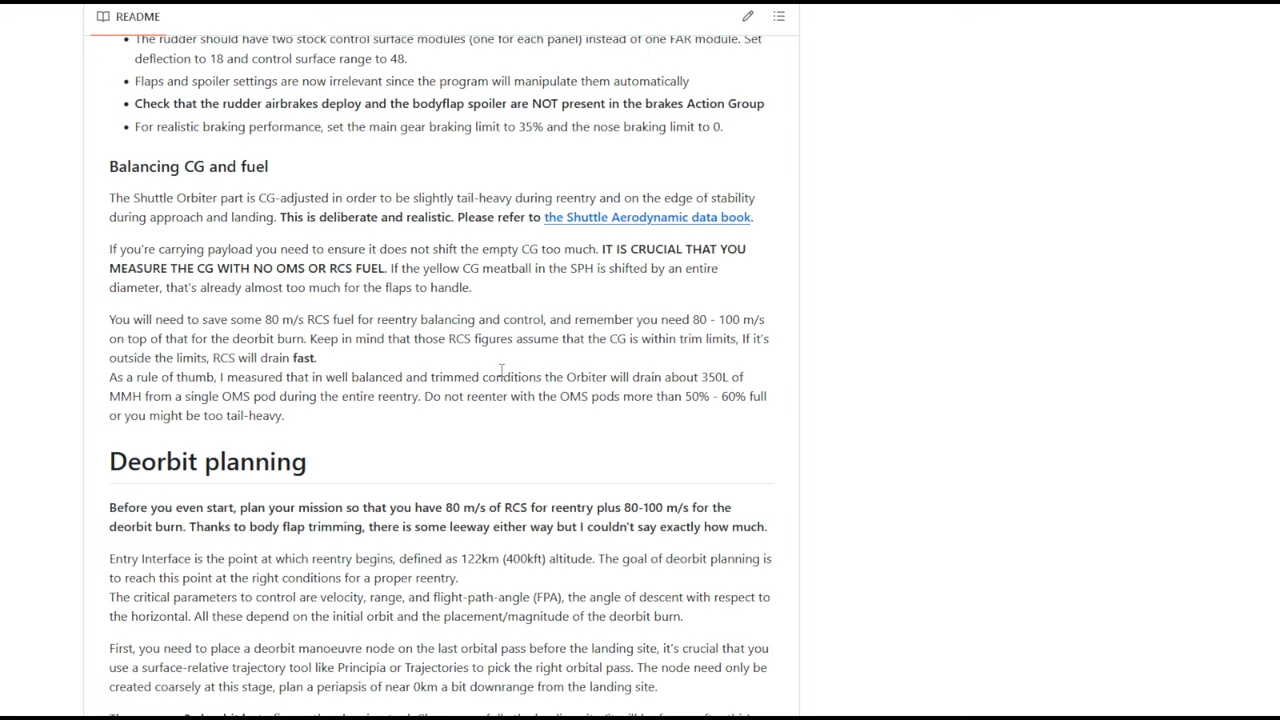 README
The rudder should have two stock control surface modules (one for each panel) instead of one FAR module. Set
deflection to 18 and control surface range to 48.
Flaps and spoiler settings are now irrelevant since the program will manipulate them automatically
Check that the rudder airbrakes deploy and the bodyflap spoiler are NOT present in the brakes Action Group
For realistic braking performance, set the main gear braking limit to 35% and the nose braking limit to 0.
Balancing CG and fuel
The Shuttle Orbiter part is CG-adjusted in order to be slightly tail-heavy during reentry and on the edge of stability
during approach and landing. This is deliberate and realistic. Please refer to the Shuttle Aerodynamic data book.
If you're carrying payload you need to ensure it does not shift the empty CG too much. IT IS CRUCIAL THAT YOU
MEASURE THE CG WITH NO OMS OR RCS FUEL. If the yellow CG meatball in the SPH is shifted by an entire
diameter, that's already almost too much for the flaps to handle.
You will need to save some 80 m/s RCS fuel for reentry balancing and control, and remember you need 80 - 100 m/s
on top of that for the deorbit burn. Keep in mind that those RCS figures assume that the CG is within trim limits, If it's
outside the limits, RCS will drain fast.
As a rule of thumb, I measured that in well balanced and trimmed conditions the Orbiter will drain about 350L of
MMH from a single OMS pod during the entire reentry. Do not reenter with the OMS pods more than 50% - 60% full
or you might be too tail-heavy.
Deorbit planning
Before you even start, plan your mission so that you have 80 m/s of RCS for reentry plus 80-100 m/s for the
deorbit burn. Thanks to body flap trimming, there is some leeway either way but I couldn't say exactly how much.
Entry Interface is the point at which reentry begins, defined as 122km (400kft) altitude. The goal of deorbit planning is
to reach this point at the right conditions for a proper reentry.
The critical parameters to control are velocity, range, and flight-path-angle (FPA), the angle of descent with respect to
the horizontal. All these depend on the initial orbit and the placement/magnitude of the deorbit burn.
First, you need to place a deorbit manoeuvre node on the last orbital pass before the landing site, it's crucial that you
use a surface-relative trajectory tool like Principia or Trajectories to pick the right orbital pass. The node need only be
created coarsely at this stage, plan a periapsis of near 0km a bit downrange from the landing site.